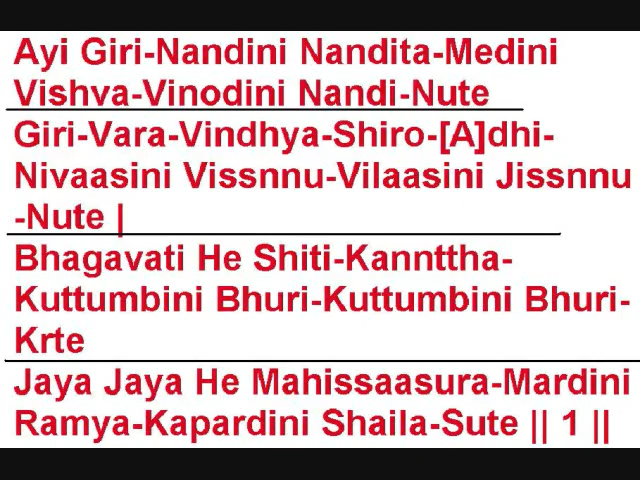 Ayi Giri-Nandini Nandita-Medini
Vishva-Vinodini Nandi-Nute
Giri-Vara-Vindhya-Shiro-[A]dhi-
Nivaasini Vissnnu-Vilaasini Jissnnu
-Nute |
Bhagavati He Shiti-Kannttha-
Kuttumbini Bhuri-Kuttumbini Bhuri-
Krte
Jaya Jaya He Mahissaasura-Mardini
Ramya-Kapardini Shaila-Sute || 1 ||